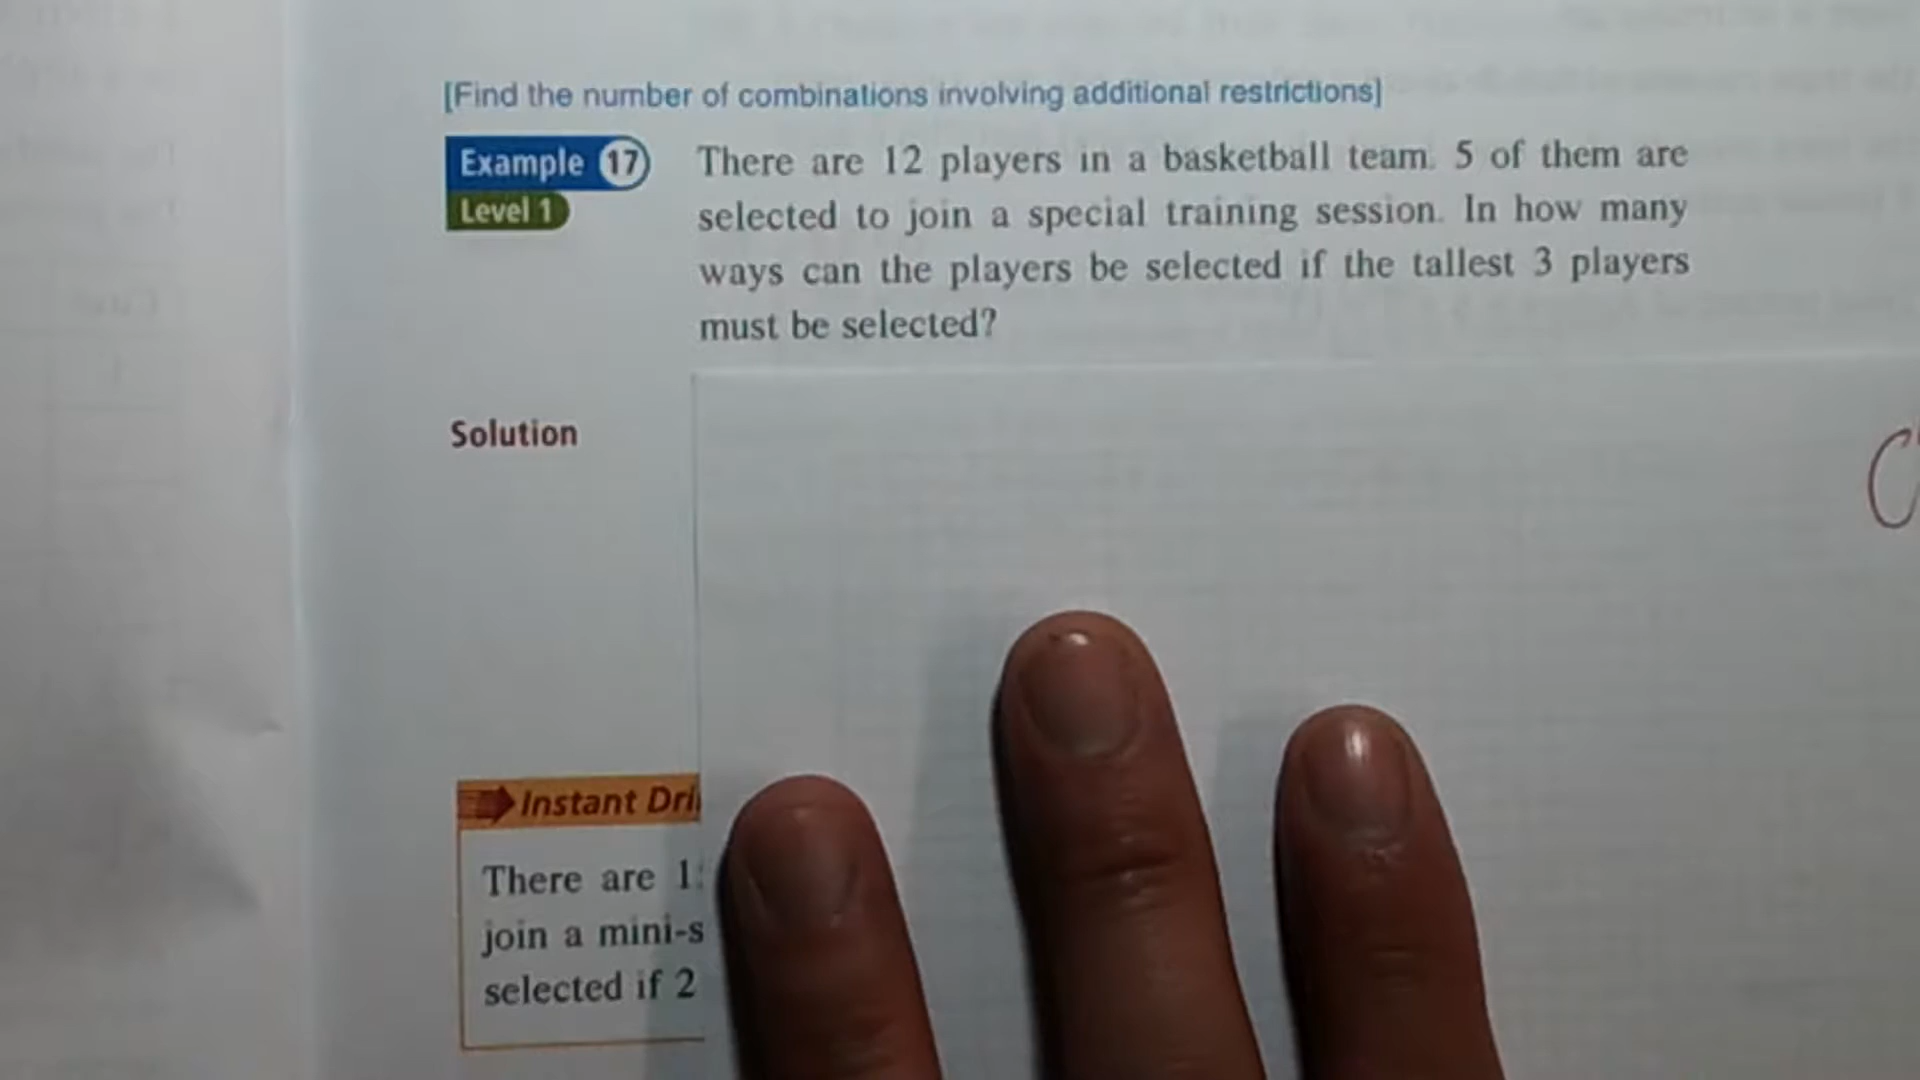 [Find the number of combinations involving additional restrictions]
Example 17
Level 1
There are 12 players in a basketball team. 5 of them are
selected to join a special training session. In how many
ways can the players be selected if the tallest 3 players
must be selected?
Solution
Instant Dri
There are 1
join a mini-s
selected if 2
C